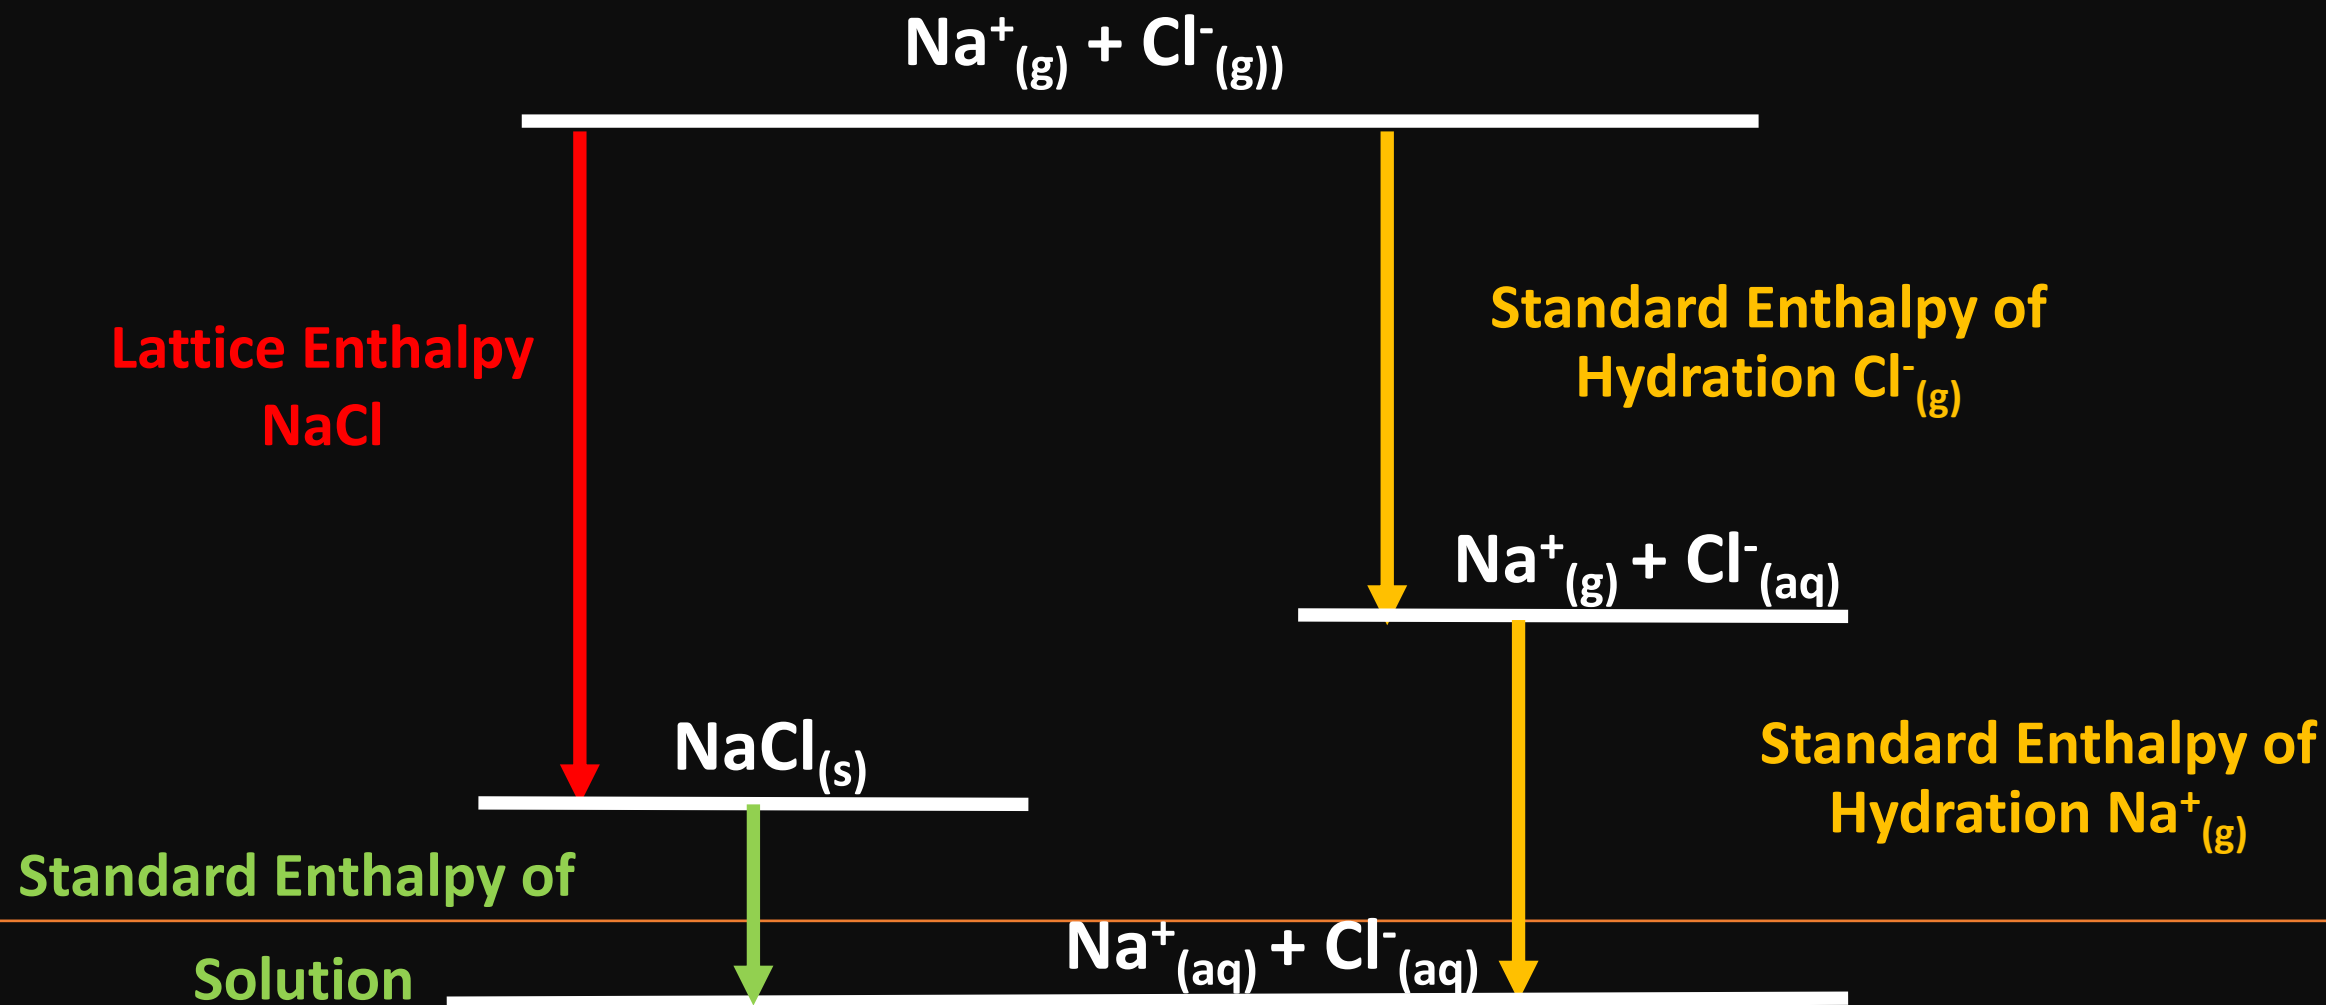 Na⁺(g) + Cl⁻(g))
Lattice Enthalpy
NaCl
Standard Enthalpy of
Hydration Cl⁻(g)
Na⁺(g) + Cl⁻(aq)
NaCl(s)
Standard Enthalpy of
Hydration Na⁺(g)
Standard Enthalpy of
Solution
Na⁺(aq) + Cl⁻(aq)